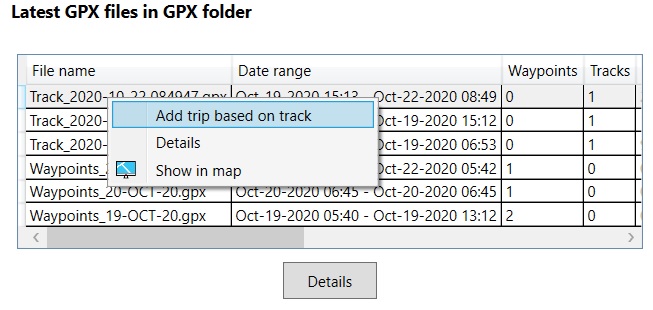 Latest GPX files in GPX folder
File name Date range Waypoints Tracks
Track_2020-10-22 084947.gpx Oct-19-2020 15:13 - Oct-22-2020 08:49 0 1
Track_2020- Oct-19-2020 15:12 0 1
Track_2020- Oct-19-2020 06:53 1 0
Waypoints_2 Oct-22-2020 05:42 1 0
Waypoints_20-OCT-20.gpx Oct-20-2020 06:45 - Oct-20-2020 06:45 1 0
Waypoints_19-OCT-20.gpx Oct-19-2020 05:40 - Oct-19-2020 13:12 2 0
Add trip based on track
Details
Show in map
Details